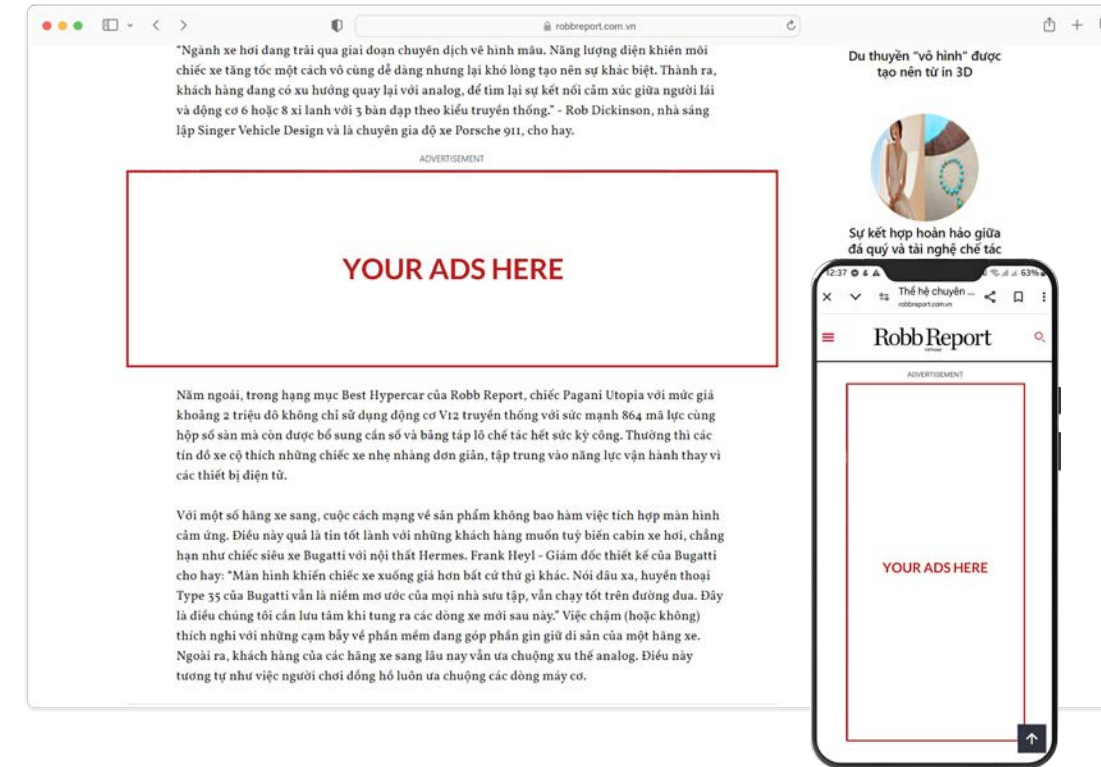 robbreport.com.vn
“Ngành xe hơi đang trải qua giai đoạn chuyển dịch về hình mẫu. Năng lượng điện khiến mỗi
chiếc xe tăng tốc một cách vô cùng dễ dàng nhưng lại khó lòng tạo nên sự khác biệt. Thành ra,
khách hàng đang có xu hướng quay lại với analog, để tìm lại sự kết nối cảm xúc giữa người lái
và động cơ 6 hoặc 8 xi lanh với 3 bàn đạp theo kiểu truyền thống.” - Rob Dickinson, nhà sáng
lập Singer Vehicle Design và là chuyên gia độ xe Porsche 911, cho hay.
ADVERTISEMENT
YOUR ADS HERE
Năm ngoái, trong hạng mục Best Hypercar của Robb Report, chiếc Pagani Utopia với mức giá
khoảng 2 triệu đô không chỉ sử dụng động cơ V12 truyền thống với sức mạnh 864 mã lực cùng
hộp số sàn mà còn được bổ sung cần số và bảng táp lô chế tác hết sức kỳ công. Thường thì các
tín đồ xe cộ thích những chiếc xe nhẹ nhàng đơn giản, tập trung vào năng lực vận hành thay vì
các thiết bị điện tử.
Với một số hãng xe sang, cuộc cách mạng về sản phẩm không bao hàm việc tích hợp màn hình
cảm ứng. Điều này quả là tin tốt lành với những khách hàng muốn tuỳ biến cabin xe hơi, chẳng
hạn như chiếc siêu xe Bugatti với nội thất Hermes. Frank Heyl - Giám đốc thiết kế của Bugatti
cho hay: “Màn hình khiến chiếc xe xuống giá hơn bất cứ thứ gì khác. Nói đâu xa, huyền thoại
Type 35 của Bugatti vẫn là niềm mơ ước của mọi nhà sưu tập, vẫn chạy tốt trên đường đua. Đây
là điều chúng tôi cần lưu tâm khi tung ra các dòng xe mới sau này.” Việc chậm (hoặc không)
thích nghi với những cạm bẫy về phần mềm đang góp phần gìn giữ di sản của một hãng xe.
Ngoài ra, khách hàng của các hãng xe sang lâu nay vẫn ưa chuộng xu thế analog. Điều này
tương tự như việc người chơi đồng hồ luôn ưa chuộng các dòng máy cơ.
Du thuyền “vô hình” được
tạo nên từ in 3D
Sự kết hợp hoàn hảo giữa
đá quý và tài nghệ chế tác
12:37
63%
Thế hệ chuyên ...
robbreport.com.vn
Robb Report
ADVERTISEMENT
YOUR ADS HERE